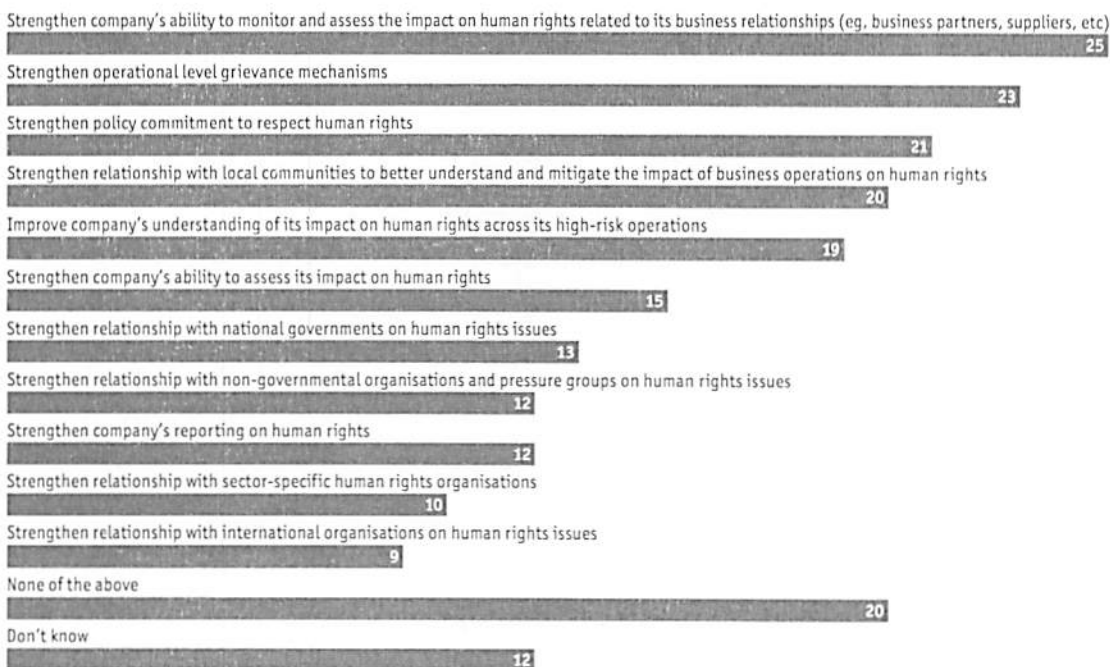 Strengthen company's ability to monitor and assess the impact on human rights related to its business relationships (eg. business partners, suppliers, etc)
25
Strengthen operational level grievance mechanisms
23
Strengthen policy commitment to respect human rights
21
Strengthen relationship with local communities to better understand and mitigate the impact of business operations on human rights
20
Improve company's understanding of its impact on human rights across its high-risk operations
19
Strengthen company's ability to assess its impact on human rights
15
Strengthen relationship with national governments on human rights issues
13
Strengthen relationship with non-governmental organisations and pressure groups on human rights issues
12
Strengthen company's reporting on human rights
12
Strengthen relationship with sector-specific human rights organisations
10
Strengthen relationship with international organisations on human rights issues
9
None of the above
20
Don't know
12